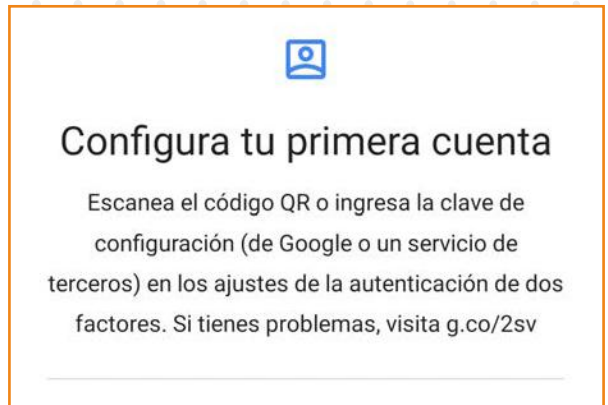 Configura tu primera cuenta
Escanea el código QR o ingresa la clave de
configuración (de Google o un servicio de
terceros) en los ajustes de la autenticación de dos
factores. Si tienes problemas, visita g.co/2sv